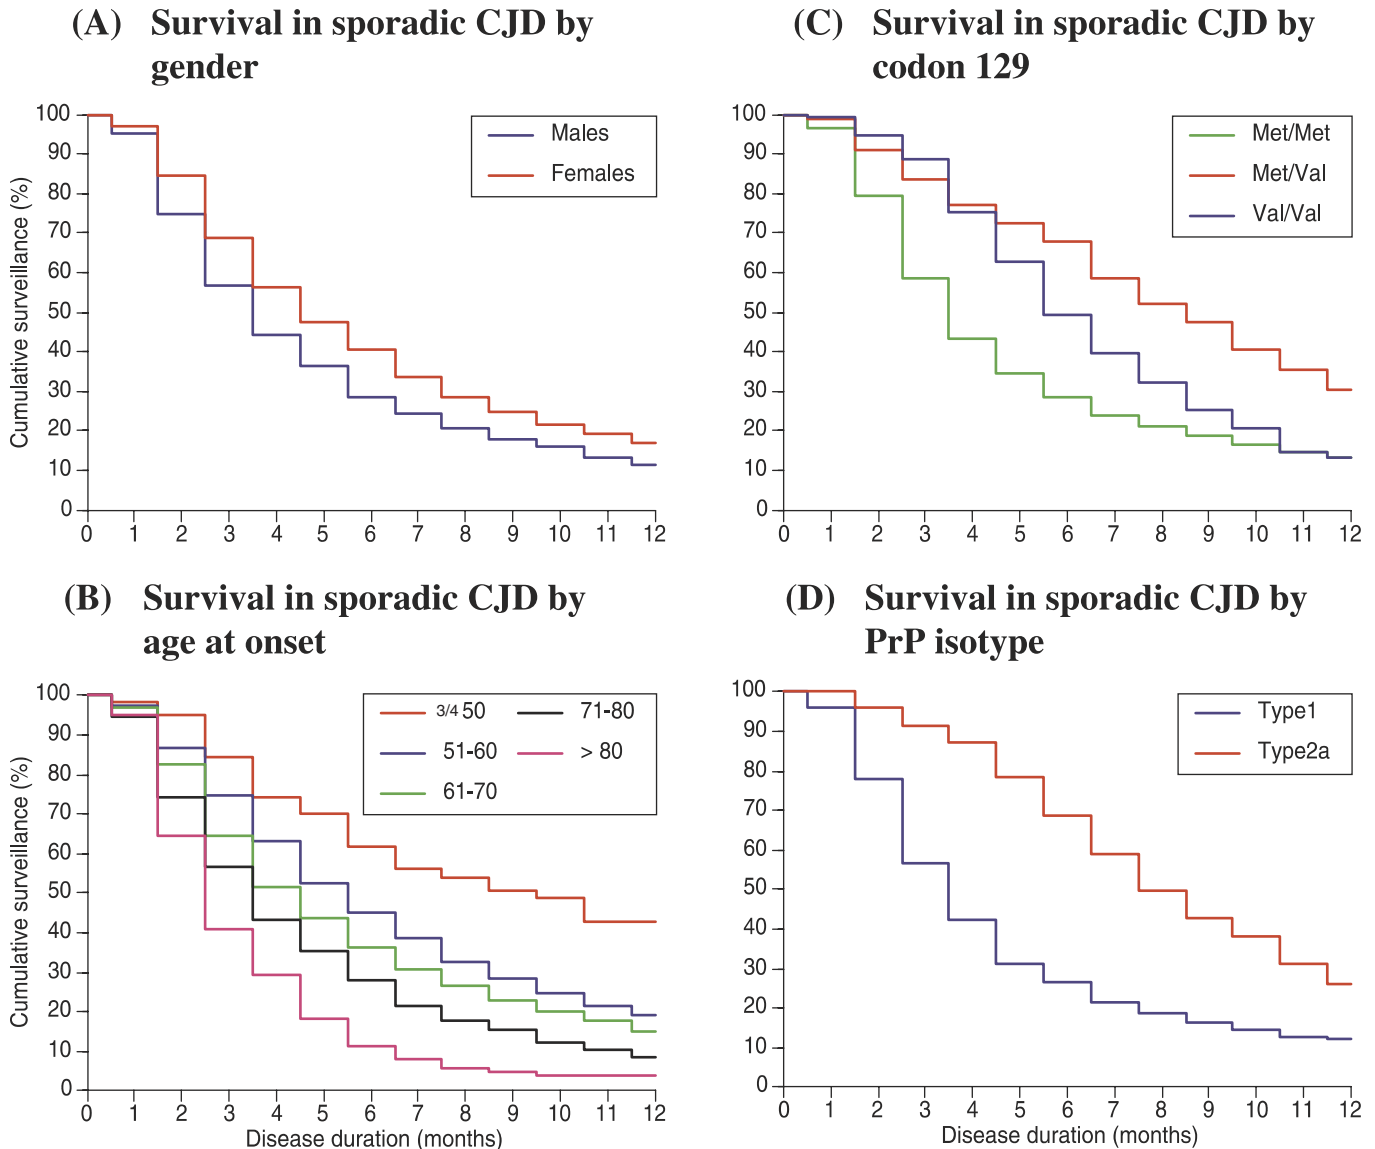 (A) Survival in sporadic CJD by
gender
100
90
80
70
60
50
40
30
20
10
0
Cumulative surveillance (%)
Males
Females
0 1 2 3 4 5 6 7 8 9 10 11 12
(C) Survival in sporadic CJD by
codon 129
100
90
80
70
60
50
40
30
20
10
0
Met/Met
Met/Val
Val/Val
0 1 2 3 4 5 6 7 8 9 10 11 12
(B) Survival in sporadic CJD by
age at onset
100
90
80
70
60
50
40
30
20
10
0
Cumulative surveillance (%)
3/4 50 71-80
51-60 > 80
61-70
0 1 2 3 4 5 6 7 8 9 10 11 12
Disease duration (months)
(D) Survival in sporadic CJD by
PrP isotype
100
90
80
70
60
50
40
30
20
10
0
Type1
Type2a
0 1 2 3 4 5 6 7 8 9 10 11 12
Disease duration (months)